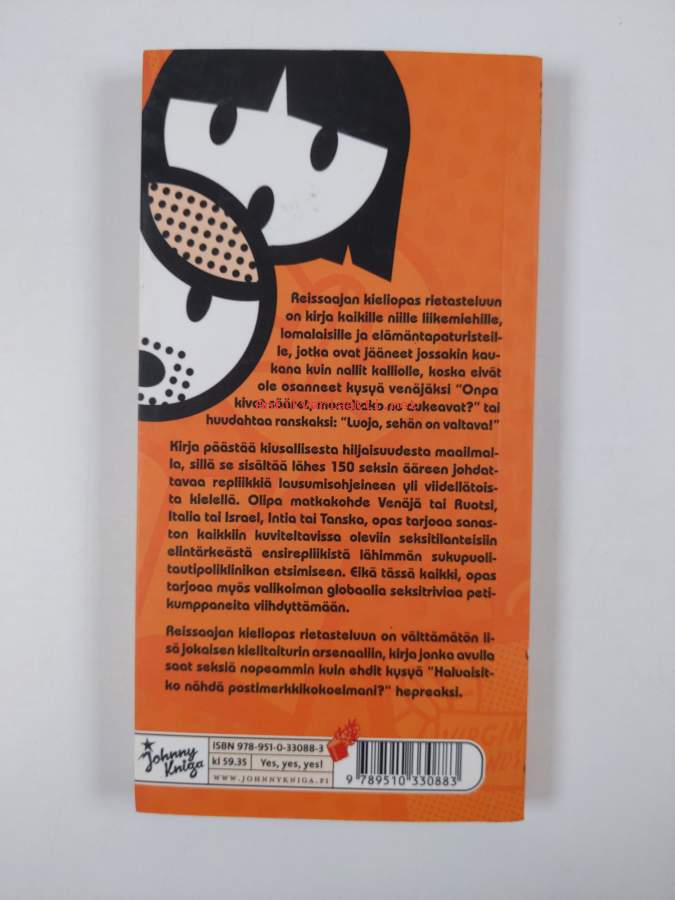 Reissaajan kieliopas rietasteluun
on kirja kaikille niille liikemiehille,
lomalaisille ja elämäntapaturisteil-
le, jotka ovat jääneet jossakin kau-
kana kuin nallit kalliolle, koska eivät
ole osanneet kysyä venäjäksi "Onpa
aukeavat?" tai
huudahtaa ranskaksi: "Luoja, sehän on valtava!"
Kirja päästää kiusallisesta hiljaisuudesta maailmal-
la, sillä se sisältää lähes 150 seksin ääreen johdat-
tavaa repliikkiä lausumisohjeineen yli viidellätois-
ta kielellä. Olipa matkakohde Venäjä tai Ruotsi,
Italia tai Israel, Intia tai Tanska, opas tarjoaa sanas-
ton kaikkiin kuviteltavissa oleviin seksitilanteisiin
elintärkeästä ensirepliikistä lähimmän sukupuoli-
tautipoliklinikan etsimiseen. Eikä tässä kaikki, opas
tarjoaa myös valikoiman globaalia seksitriviaa peti-
kumppaneita viihdyttämään.
Reissaajan kieliopas rietasteluun on välttämätön li-
sä jokaisen kielitaiturin arsenaaliin, kirja jonka avulla
saat seksiä nopeammin kuin ehdit kysyä "Haluaisit-
ko nähdä postimerkkikokoelmani?" hepreaksi.
Johnny
Kniga
ISBN 978-951-0-33088-3
kl 59.35 Yes, yes, yes!
WWW.JOHNNYKNIGA.FI
9 789510 330883